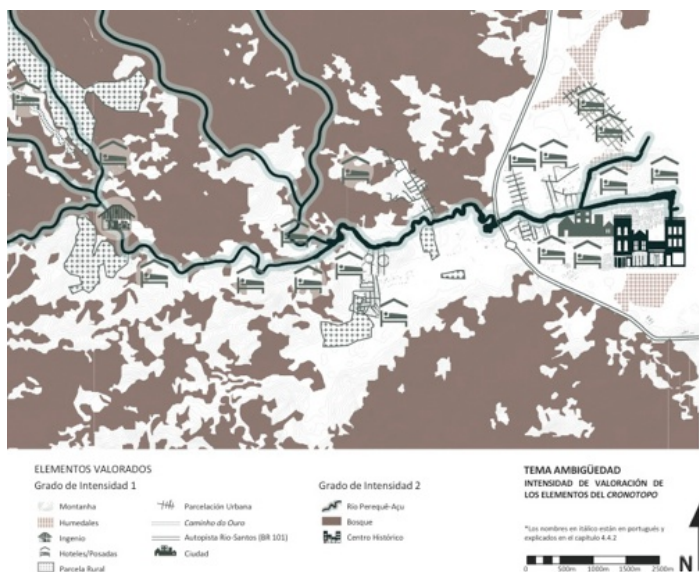 ELEMENTOS VALORADOS
Grado de Intensidad 1
Montanha
Humedales
Ingenio
Hoteles/Posadas
Parcela Rural
Parcelación Urbana
Caminho do Ouro
Autopista Rio-Santos (BR 101)
Ciudad
Grado de Intensidad 2
Rio Perequê-Açu
Bosque
Centro Histórico
TEMA AMBIGÜEDAD
INTENSIDAD DE VALORACIÓN DE
LOS ELEMENTOS DEL CRONOTOPO
*Los nombres en itálico están en portugués y
explicados en el capítulo 4.4.2
0 500m 1000m 1500m 2500m
N